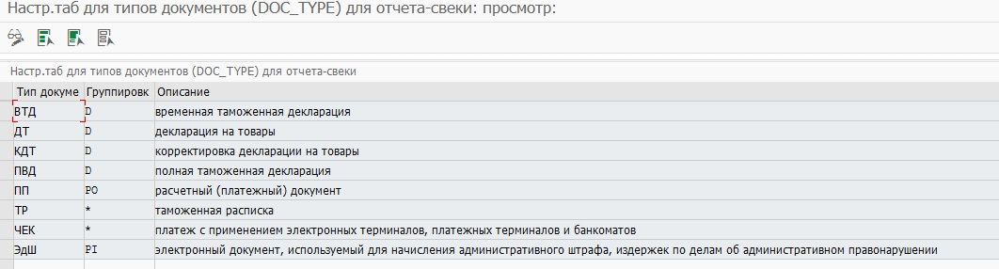 Настр.таб для типов документов (DOC_TYPE) для отчета-свеки: просмотр:
Настр.таб для типов документов (DOC_TYPE) для отчета-свеки
Тип докуме Группировк Описание
ВТД D временная таможенная декларация
ДТ D декларация на товары
КДТ D корректировка декларации на товары
ПВД D полная таможенная декларация
ПП PO расчетный (платежный) документ
ТР * таможенная расписка
ЧЕК * платеж с применением электронных терминалов, платежных терминалов и банкоматов
ЭдШ PI электронный документ, используемый для начисления административного штрафа, издержек по делам об административном правонарушении